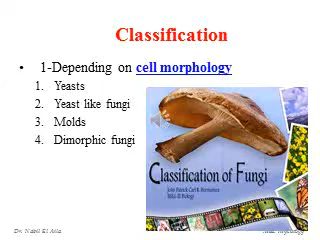 Classification
• 1-Depending on cell morphology
1. Yeasts
2. Yeast like fungi
3. Molds
4. Dimorphic fungi
Classification of Fungi
Dr. Nabil El Aila
Mycology